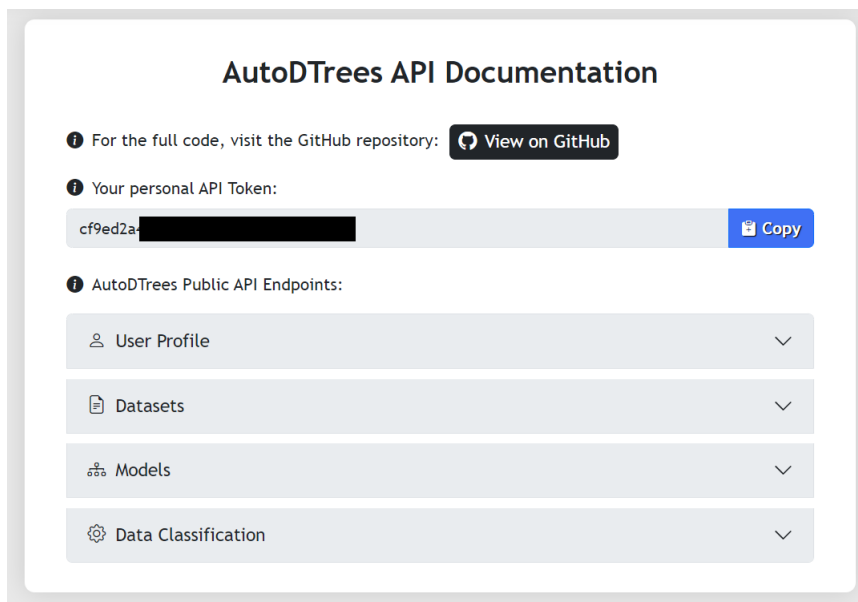 AutoDTrees API Documentation
For the full code, visit the GitHub repository: View on GitHub
Your personal API Token:
cf9ed2a Copy
AutoDTrees Public API Endpoints:
User Profile
Datasets
Models
Data Classification